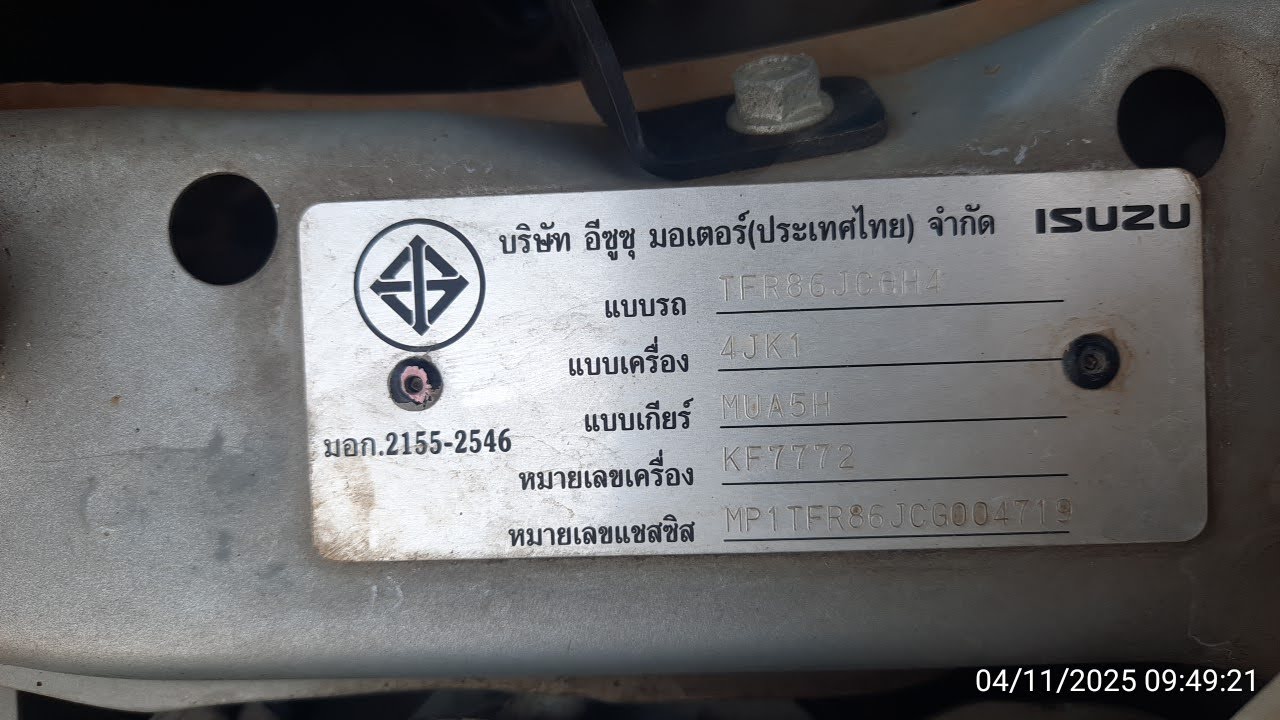 บริษัท อีซูซุ มอเตอร์(ประเทศไทย) จำกัด ISUZU
แบบรถ TFR86JCGH4
แบบเครื่อง 4JK1
แบบเกียร์ MUA5H
มอก.2155-2546
หมายเลขเครื่อง KF7772
หมายเลขแชสซิส MP1TFR86JCG004719
04/11/2025 09:49:21